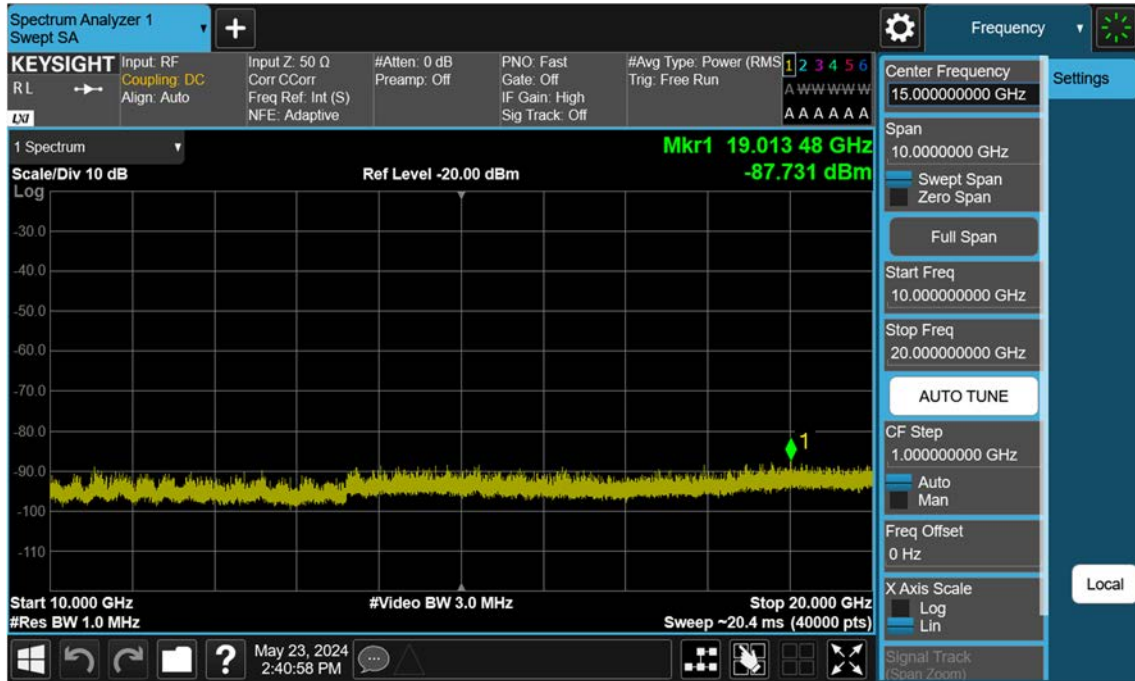 Spectrum Analyzer 1
Swept SA
Frequency
KEYSIGHT
R L
LXI
Input: RF
Coupling: DC
Align: Auto
Input Z: 50 Ω
Corr CCorr
Freq Ref: Int (S)
NFE: Adaptive
#Atten: 0 dB
Preamp: Off
PNO: Fast
Gate: Off
IF Gain: High
Sig Track: Off
#Avg Type: Power (RMS
Trig: Free Run
1 2 3 4 5 6
A W W W W W
A A A A A A
1 Spectrum
Mkr1 19.013 48 GHz
Scale/Div 10 dB
Ref Level -20.00 dBm
-87.731 dBm
Log
-30.0
-40.0
-50.0
-60.0
-70.0
-80.0
-90.0
-100
-110
1
Start 10.000 GHz
#Video BW 3.0 MHz
Stop 20.000 GHz
#Res BW 1.0 MHz
Sweep ~20.4 ms (40000 pts)
May 23, 2024
2:40:58 PM
?
Center Frequency
15.000000000 GHz
Span
10.0000000 GHz
Swept Span
Zero Span
Full Span
Start Freq
10.000000000 GHz
Stop Freq
20.000000000 GHz
AUTO TUNE
CF Step
1.000000000 GHz
Auto
Man
Freq Offset
0 Hz
X Axis Scale
Log
Lin
Signal Track
(Span Zoom)
Settings
Local